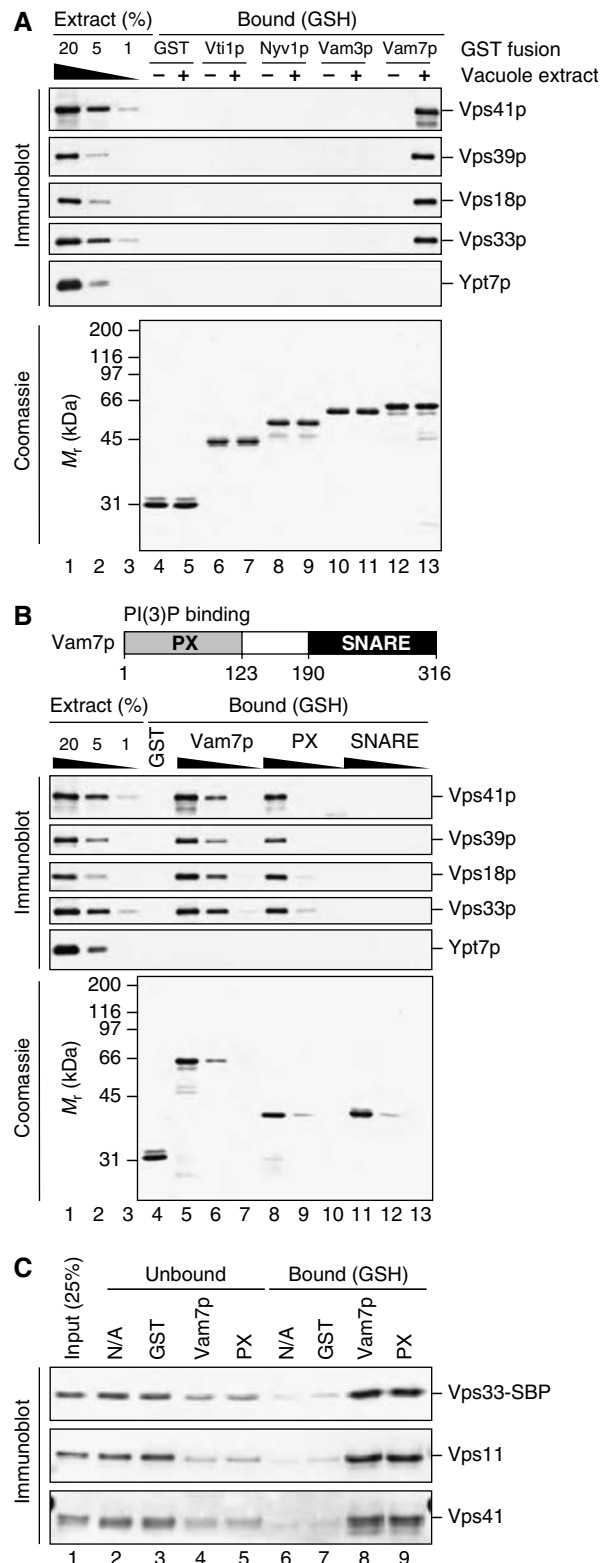 A
Extract (%) Bound (GSH)
20 5 1 GST Vti1p Nyv1p Vam3p Vam7p GST fusion
– + – + – + – + – + Vacuole extract
Immunoblot
Vps41p
Vps39p
Vps18p
Vps33p
Ypt7p
Coomassie
Mr (kDa)
200
116
97
66
45
31
1 2 3 4 5 6 7 8 9 10 11 12 13
B
PI(3)P binding
Vam7p PX SNARE
1 123 190 316
Extract (%) Bound (GSH)
20 5 1 GST Vam7p PX SNARE
Immunoblot
Vps41p
Vps39p
Vps18p
Vps33p
Ypt7p
Coomassie
Mr (kDa)
200
116
97
66
45
31
1 2 3 4 5 6 7 8 9 10 11 12 13
C
Unbound Bound (GSH)
Input (25%) N/A GST Vam7p PX N/A GST Vam7p PX
Immunoblot
Vps33-SBP
Vps11
Vps41
1 2 3 4 5 6 7 8 9